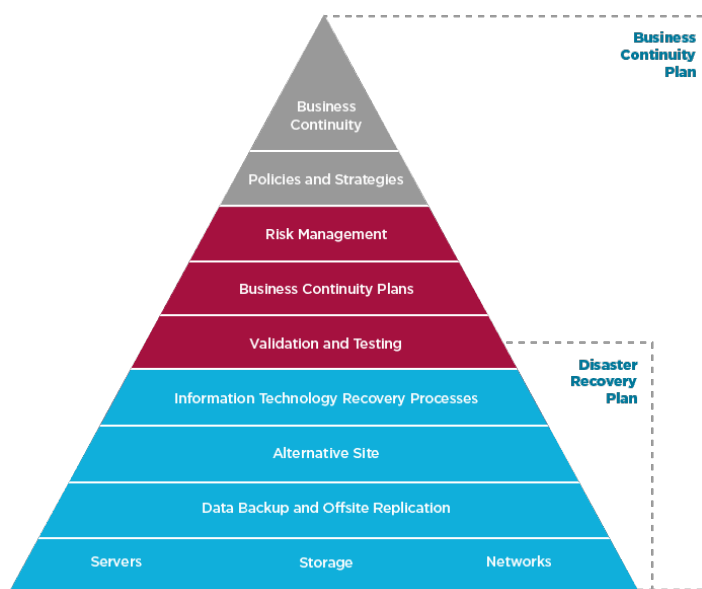 Business
Continuity
Plan
Business
Continuity
Policies and Strategies
Risk Management
Business Continuity Plans
Validation and Testing
Disaster
Recovery
Plan
Information Technology Recovery Processes
Alternative Site
Data Backup and Offsite Replication
Servers Storage Networks